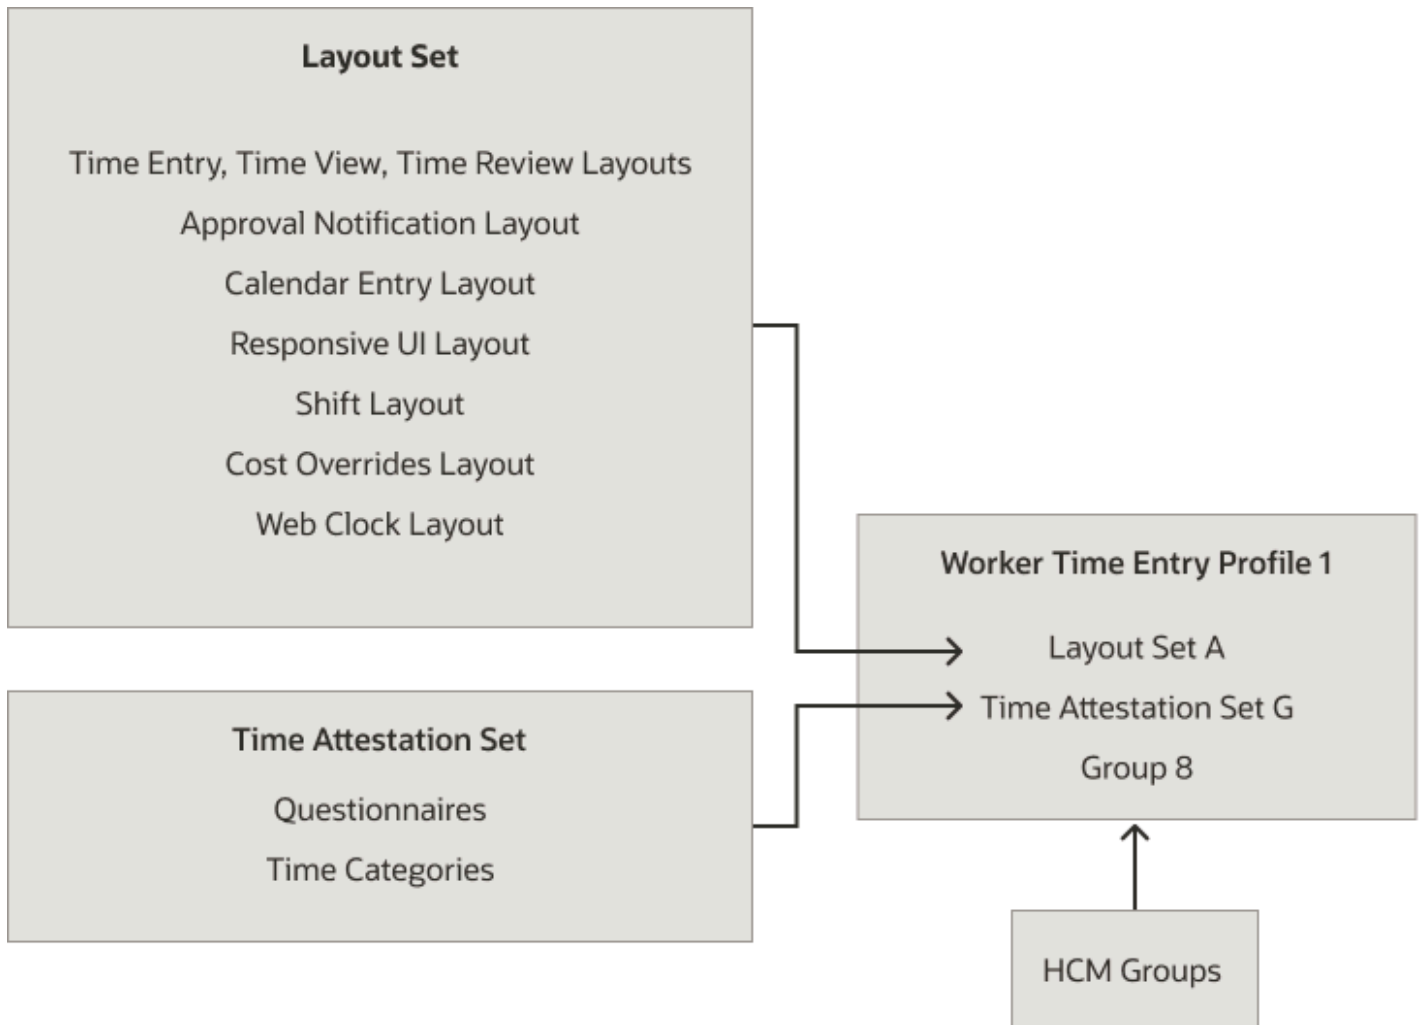 Layout Set
Time Entry, Time View, Time Review Layouts
Approval Notification Layout
Calendar Entry Layout
Responsive UI Layout
Shift Layout
Cost Overrides Layout
Web Clock Layout
Time Attestation Set
Questionnaires
Time Categories
Worker Time Entry Profile 1
Layout Set A
Time Attestation Set G
Group 8
HCM Groups